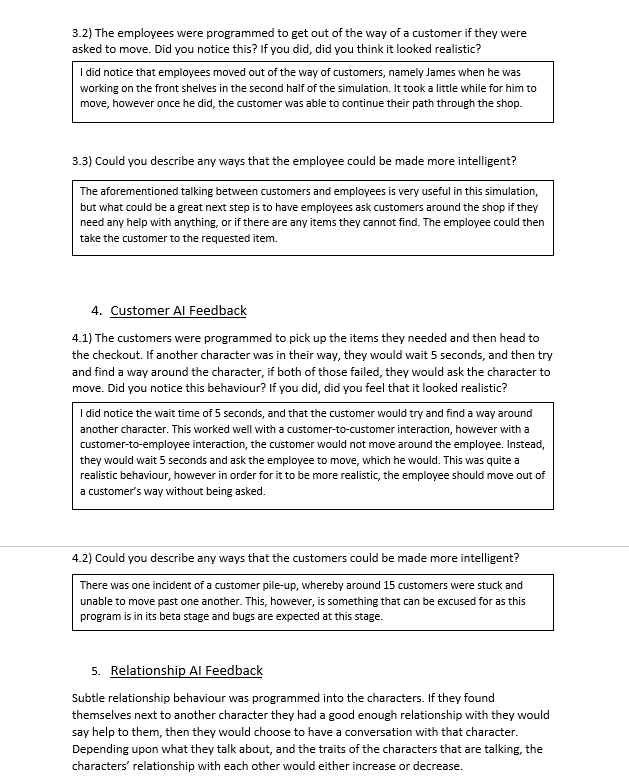 3.2) The employees were programmed to get out of the way of a customer if they were
asked to move. Did you notice this? If you did, did you think it looked realistic?
I did notice that employees moved out of the way of customers, namely James when he was
working on the front shelves in the second half of the simulation. It took a little while for him to
move, however once he did, the customer was able to continue their path through the shop.
3.3) Could you describe any ways that the employee could be made more intelligent?
The aforementioned talking between customers and employees is very useful in this simulation,
but what could be a great next step is to have employees ask customers around the shop if they
need any help with anything, or if there are any items they cannot find. The employee could then
take the customer to the requested item.
4. Customer AI Feedback
4.1) The customers were programmed to pick up the items they needed and then head to
the checkout. If another character was in their way, they would wait 5 seconds, and then try
and find a way around the character, if both of those failed, they would ask the character to
move. Did you notice this behaviour? If you did, did you feel that it looked realistic?
I did notice the wait time of 5 seconds, and that the customer would try and find a way around
another character. This worked well with a customer-to-customer interaction, however with a
customer-to-employee interaction, the customer would not move around the employee. Instead,
they would wait 5 seconds and ask the employee to move, which he would. This was quite a
realistic behaviour, however in order for it to be more realistic, the employee should move out of
a customer's way without being asked.
4.2) Could you describe any ways that the customers could be made more intelligent?
There was one incident of a customer pile-up, whereby around 15 customers were stuck and
unable to move past one another. This, however, is something that can be excused for as this
program is in its beta stage and bugs are expected at this stage.
5. Relationship AI Feedback
Subtle relationship behaviour was programmed into the characters. If they found
themselves next to another character they had a good enough relationship with they would
say help to them, then they would choose to have a conversation with that character.
Depending upon what they talk about, and the traits of the characters that are talking, the
characters' relationship with each other would either increase or decrease.